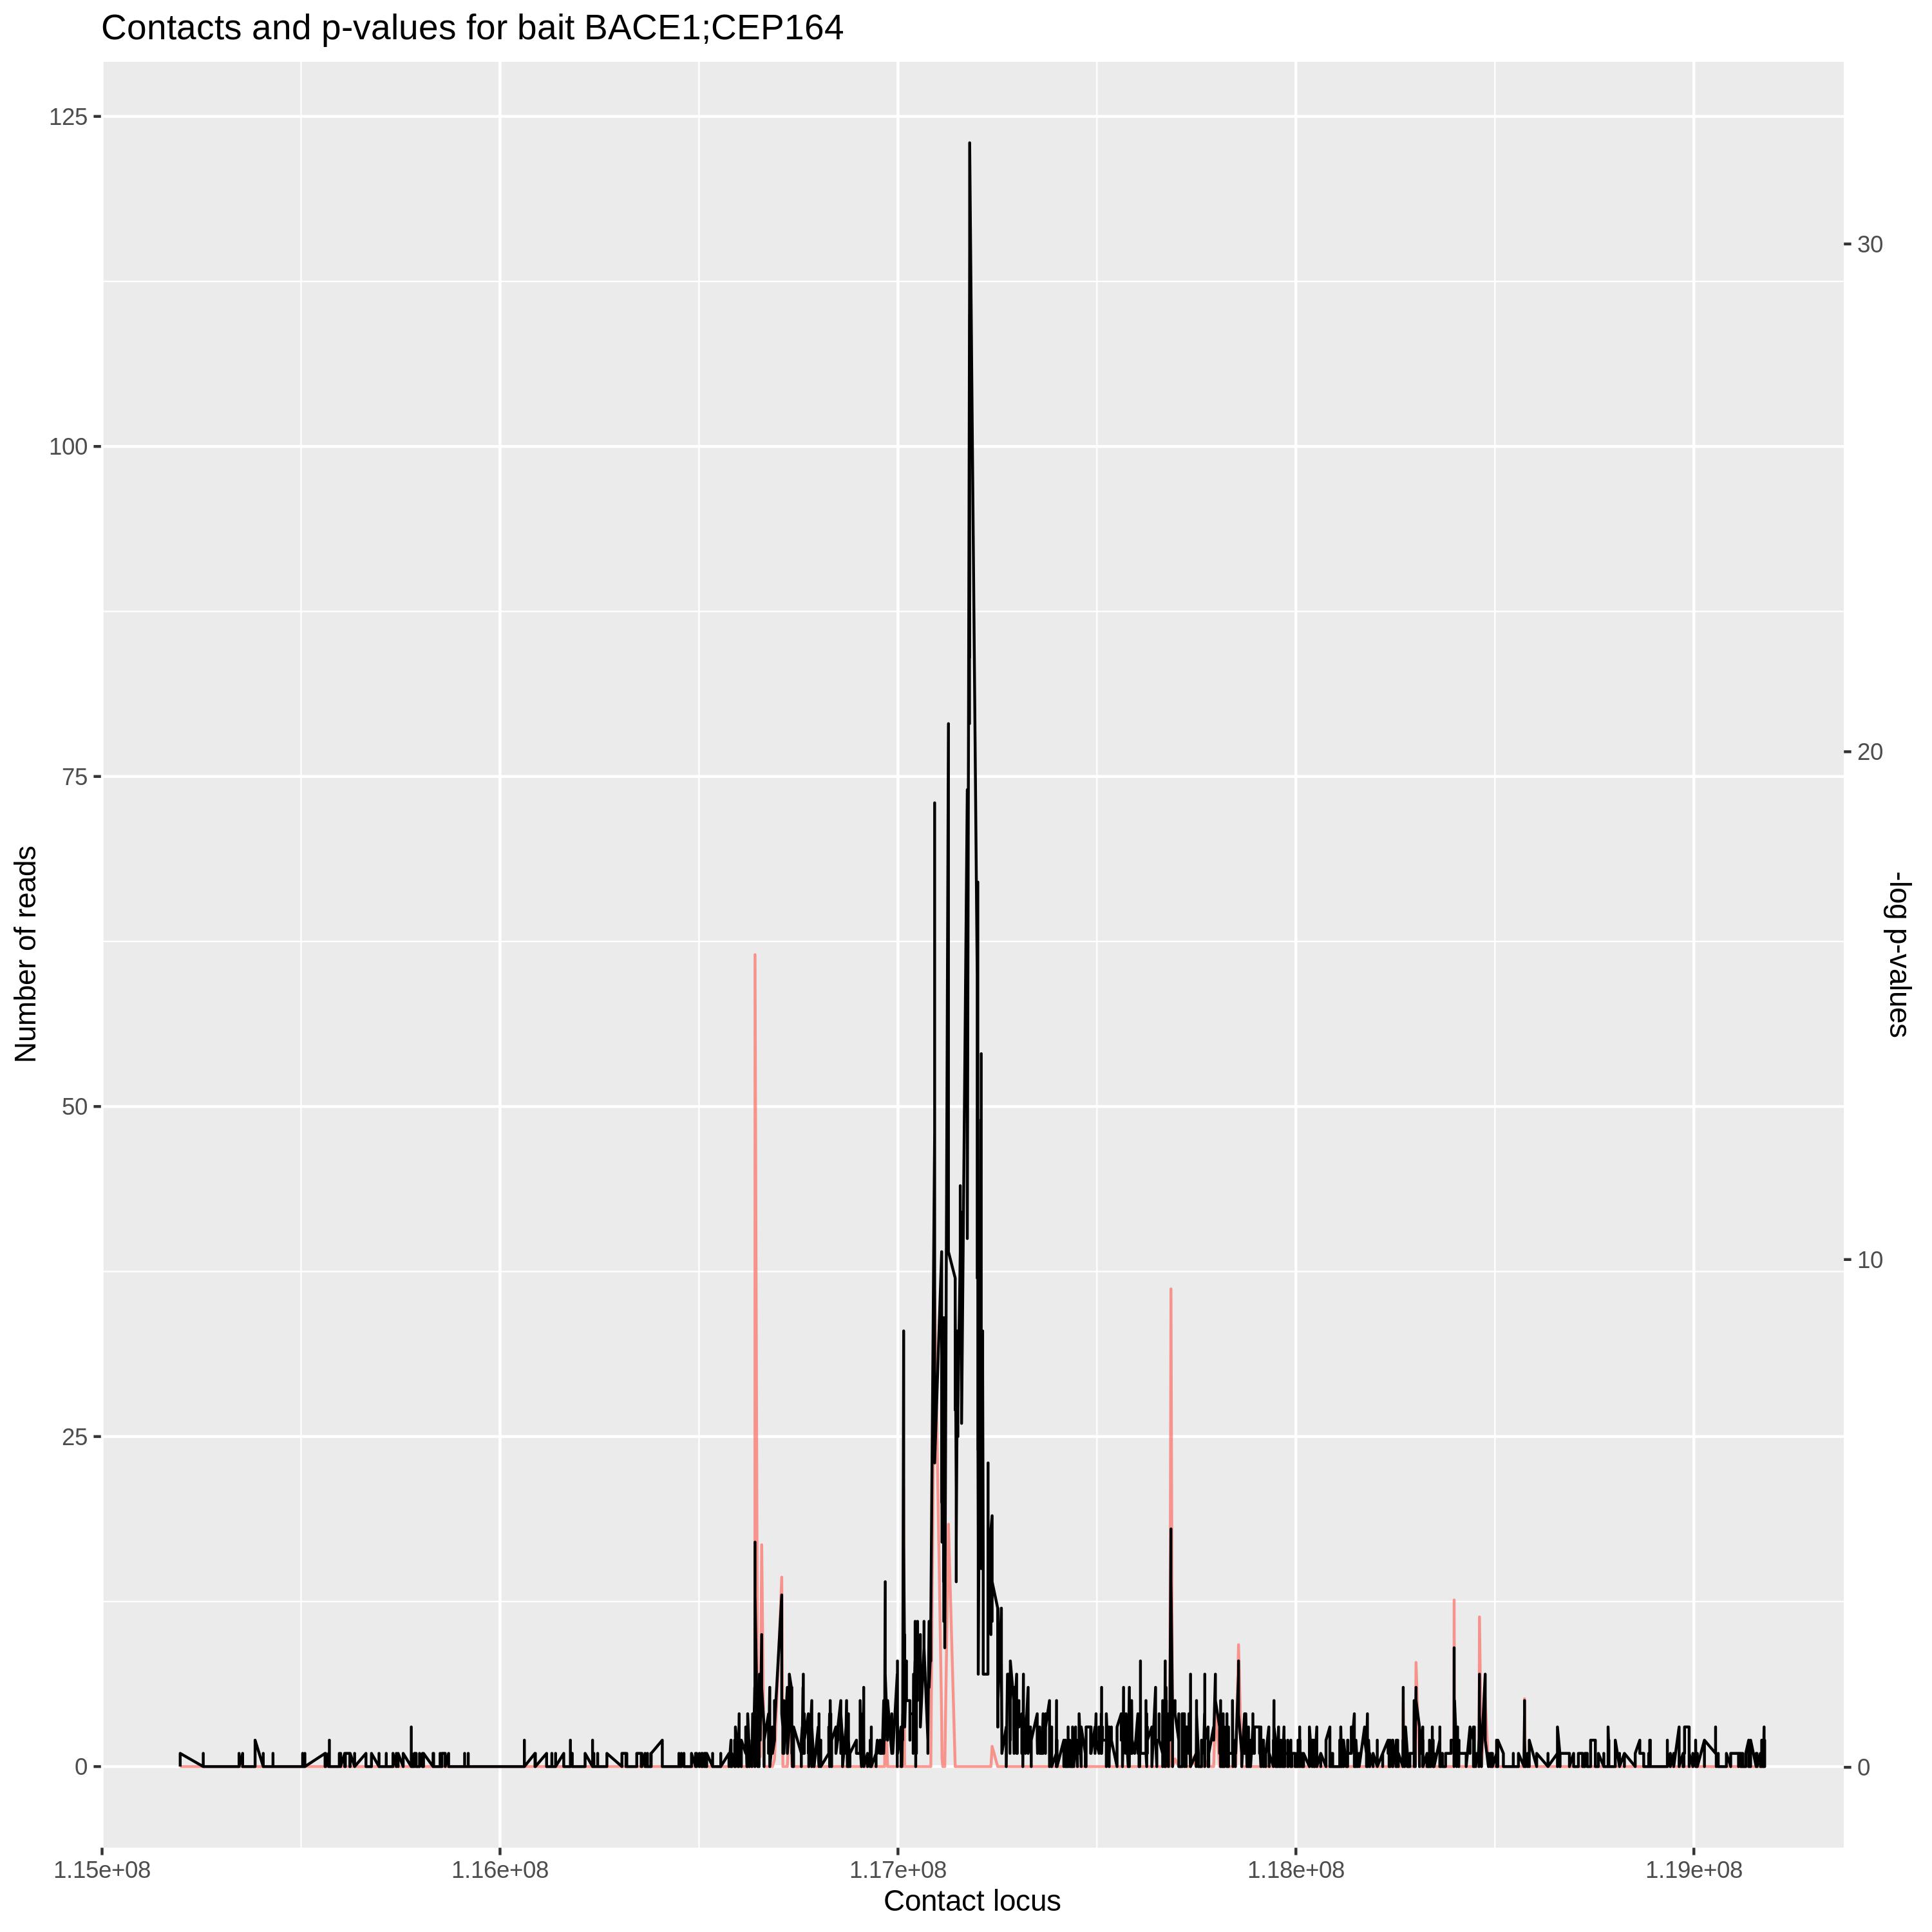 Contacts and p-values for bait BACE1;CEP164
125
100
75
50
25
0
Number of reads
30
20
10
0
-log p-values
1.15e+08
1.16e+08
1.17e+08
1.18e+08
1.19e+08
Contact locus